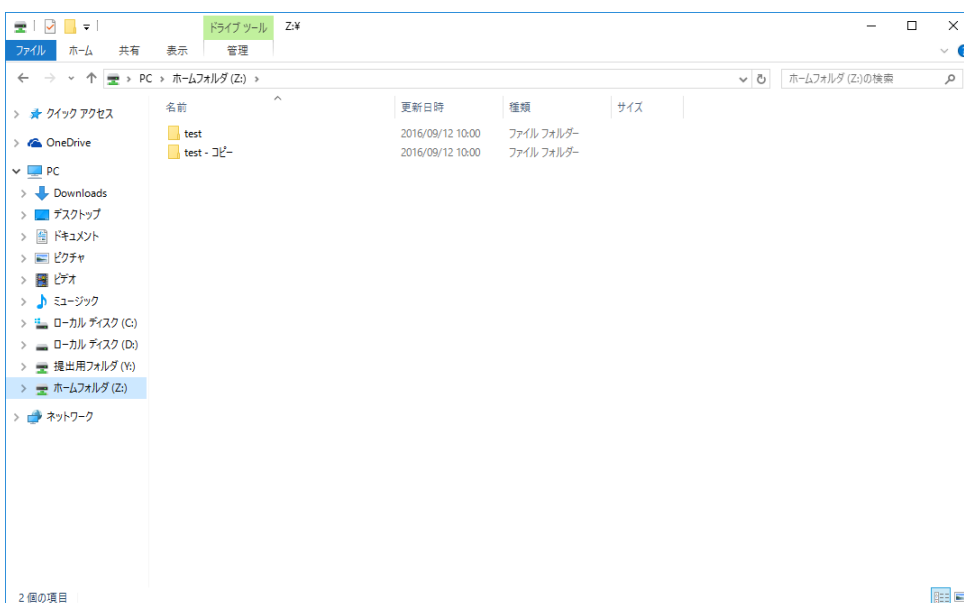 ドライブ ツール Z:¥
ファイル ホーム 共有 表示 管理
PC › ホームフォルダ (Z:) › ホームフォルダ (Z:)の検索
名前 更新日時 種類 サイズ
クイック アクセス
OneDrive
PC
Downloads
デスクトップ
ドキュメント
ピクチャ
ビデオ
ミュージック
ローカル ディスク (C:)
ローカル ディスク (D:)
提出用フォルダ (Y:)
ホームフォルダ (Z:)
ネットワーク
test 2016/09/12 10:00 ファイル フォルダー
test - コピー 2016/09/12 10:00 ファイル フォルダー
2 個の項目